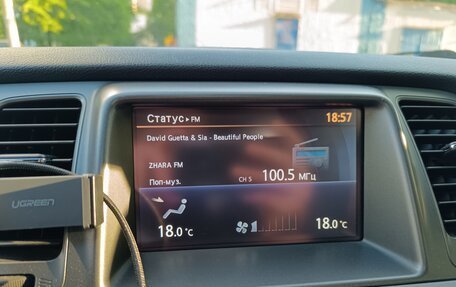 Статус▸FM 18:57
David Guetta & Sia - Beautiful People
ZHARA FM
Поп-муз. CH 5 100.5 МГц
1
18.0 °C 18.0 °C
UGREEN